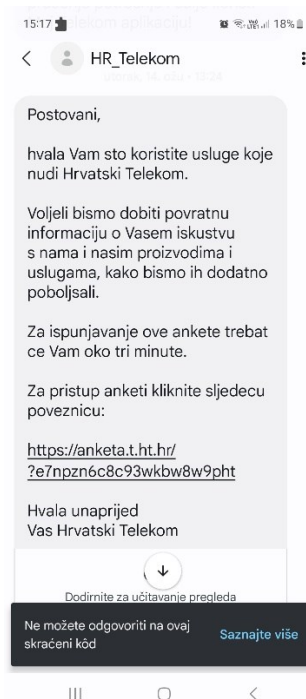 15:17
18%
HR_Telekom
Postovani,
hvala Vam sto koristite usluge koje
nudi Hrvatski Telekom.
Voljeli bismo dobiti povratnu
informaciju o Vasem iskustvu
s nama i nasim proizvodima i
uslugama, kako bismo ih dodatno
poboljsali.
Za ispunjavanje ove ankete trebat
ce Vam oko tri minute.
Za pristup anketi kliknite sljedecu
poveznicu:
https://anketa.t.ht.hr/
?e7npzn6c8c93wkbw8w9pht
Hvala unaprijed
Vas Hrvatski Telekom
Dodirnite za učitavanje pregleda
Ne možete odgovoriti na ovaj
skraćeni kôd
Saznajte više